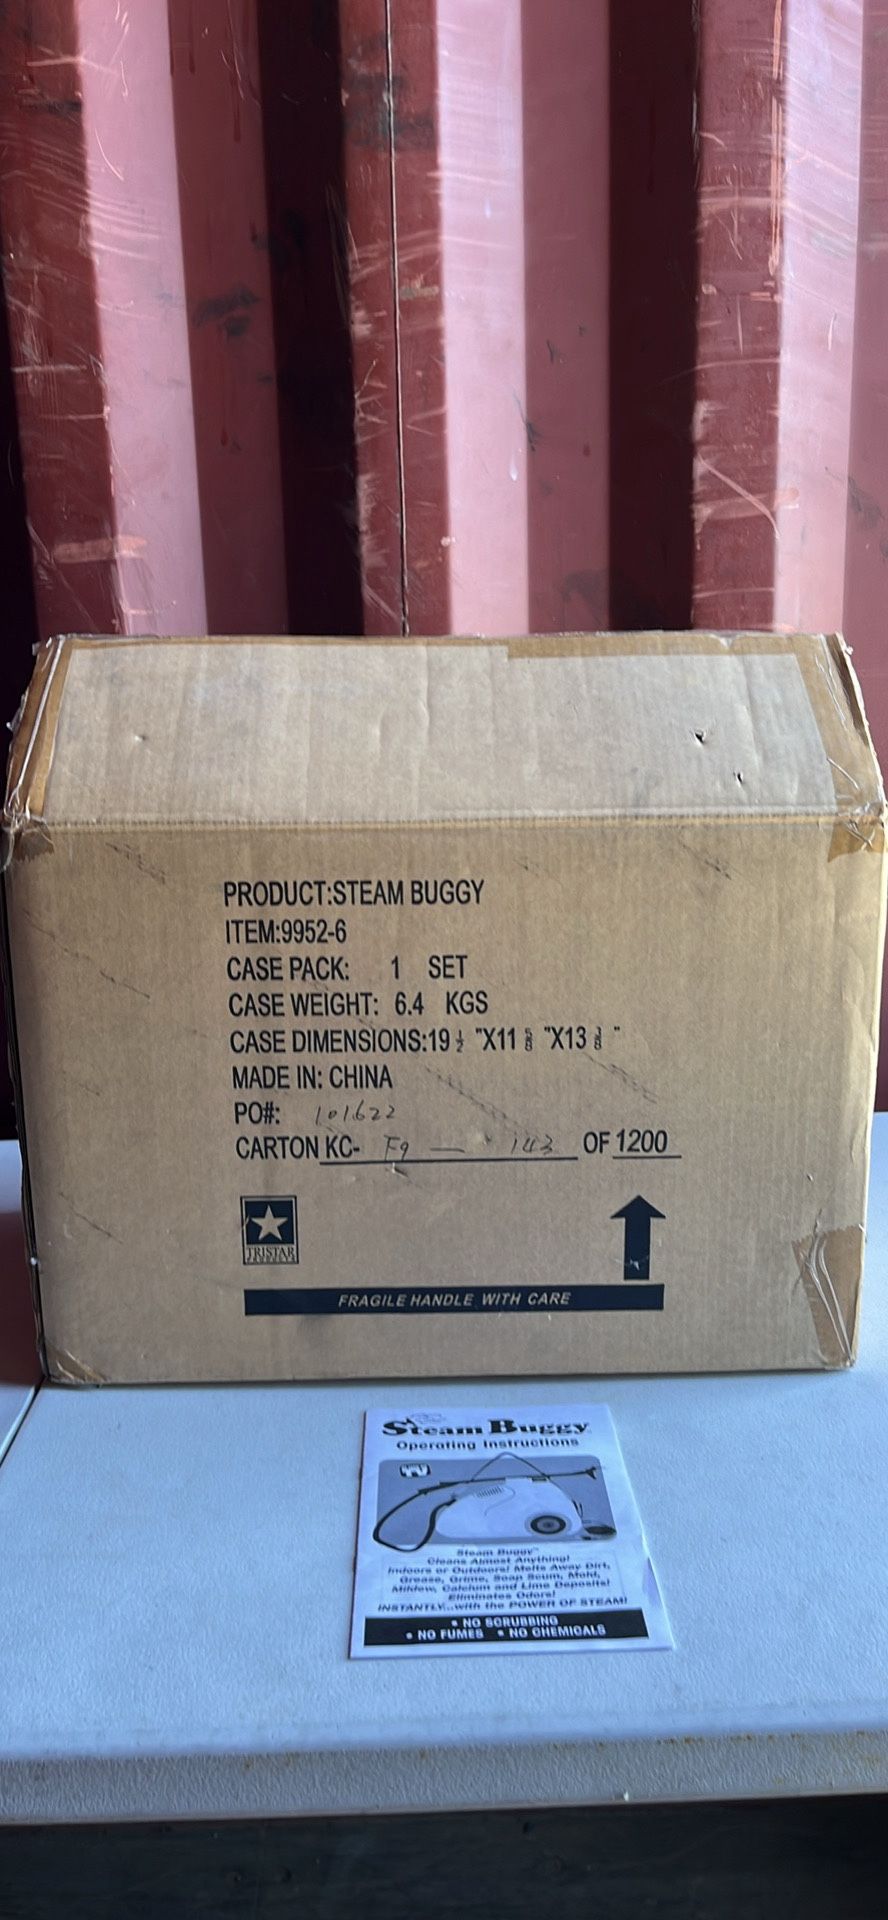 PRODUCT:STEAM BUGGY
ITEM:9952-6
CASE PACK: 1 SET
CASE WEIGHT: 6.4 KGS
CASE DIMENSIONS:19 1/2 "X11 5/8 "X13 3/8 "
MADE IN: CHINA
PO#: 101622
CARTON KC- F9 — 143 OF 1200
TRISTAR
FRAGILE HANDLE WITH CARE
Steam Buggy
Operating Instructions
Steam Buggy™
Cleans Almost Anything!
Indoors or Outdoors! Melts Away Dirt,
Grease, Grime, Soap Scum, Mold,
Mildew, Calcium and Lime Deposits!
Eliminates Odors!
INSTANTLY...with the POWER OF STEAM!
• NO SCRUBBING
• NO FUMES • NO CHEMICALS